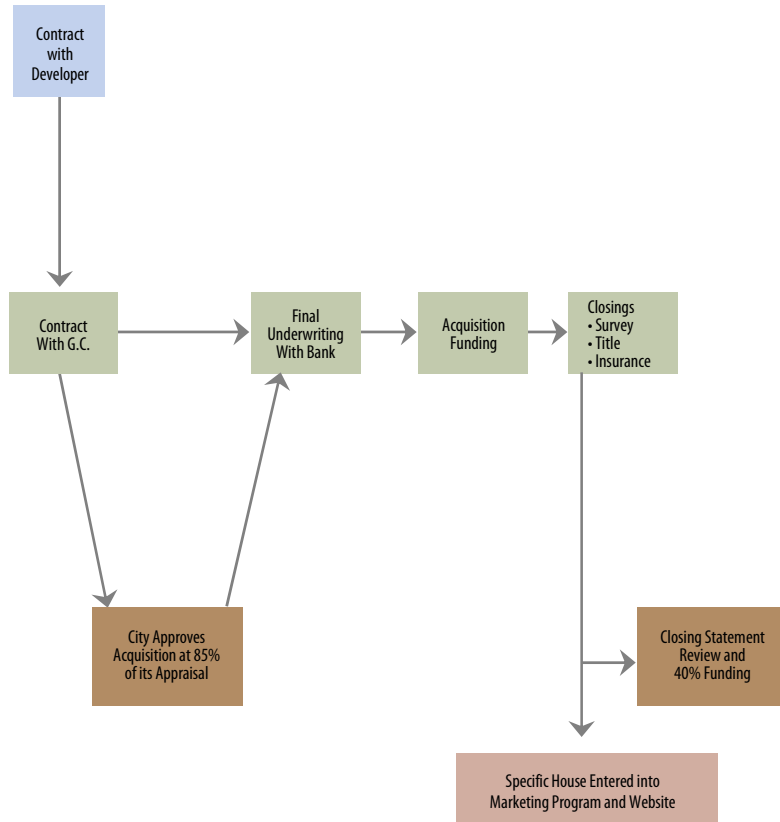 Contract
with
Developer
Contract
With G.C.
Final
Underwriting
With Bank
Acquisition
Funding
Closings
• Survey
• Title
• Insurance
City Approves
Acquisition at 85%
of its Appraisal
Closing Statement
Review and
40% Funding
Specific House Entered into
Marketing Program and Website